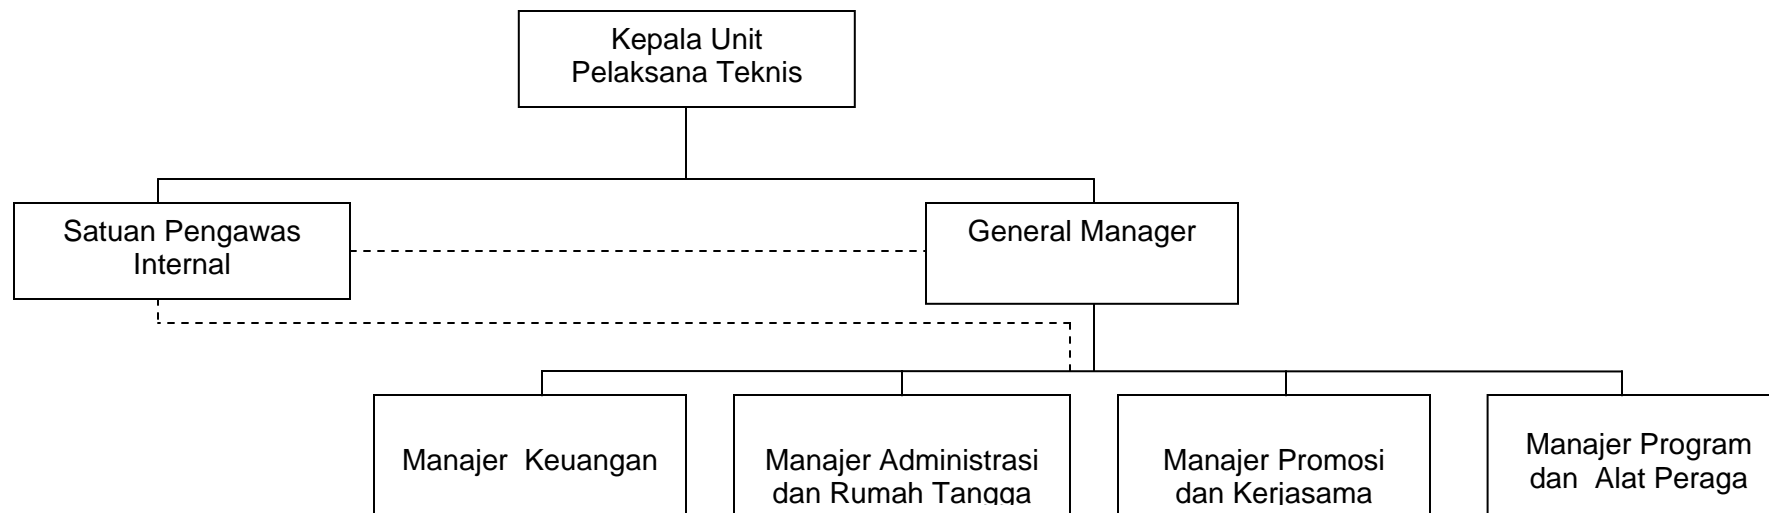 Kepala Unit
Pelaksana Teknis
Satuan Pengawas
Internal
General Manager
Manajer Keuangan
Manajer Administrasi
dan Rumah Tangga
Manajer Promosi
dan Kerjasama
Manajer Program
dan Alat Peraga